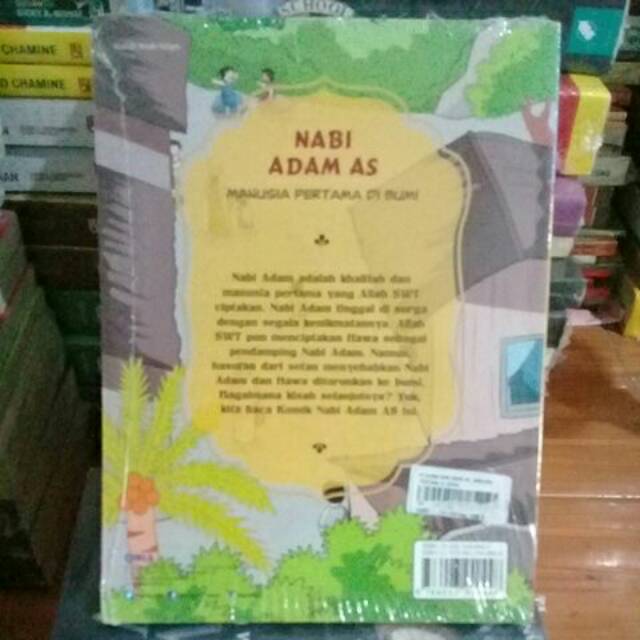 SCHOOL
CHAMINE
D CHAMINE
NABI
ADAM AS
MANUSIA PERTAMA DI BUMI
Nabi Adam adalah khalifah dan
manusia pertama yang Allah SWT
ciptakan. Nabi Adam tinggal di surga
dengan segala kenikmatannya. Allah
SWT pun menciptakan Hawa sebagai
pendamping Nabi Adam. Namun,
hasutan dari setan menyebabkan Nabi
Adam dan Hawa diturunkan ke bumi.
Bagaimana kisah selanjutnya? Yuk,
kita baca Komik Nabi Adam AS ini.